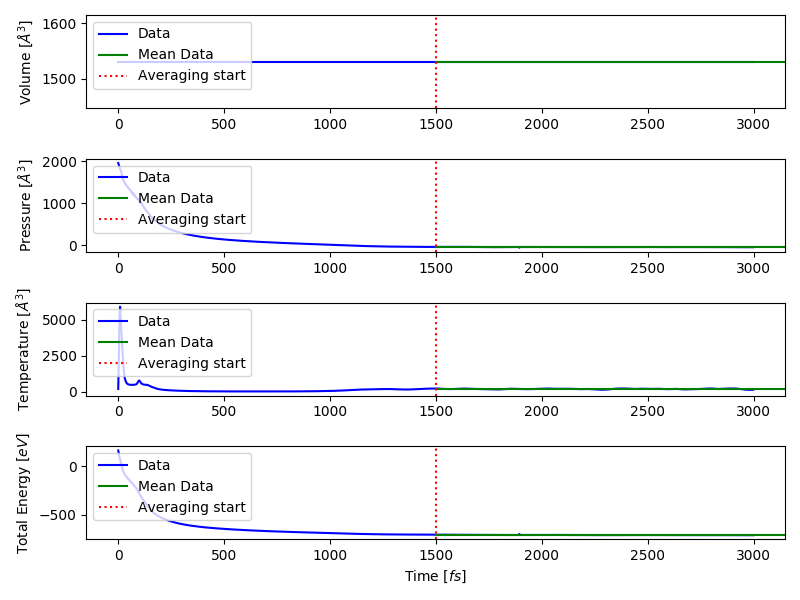 Volume [Å³]
1600
1500
Data
Mean Data
Averaging start
0 500 1000 1500 2000 2500 3000
Pressure [Å³]
2000
1000
0
Data
Mean Data
Averaging start
0 500 1000 1500 2000 2500 3000
Temperature [Å³]
5000
2500
0
Data
Mean Data
Averaging start
0 500 1000 1500 2000 2500 3000
Total Energy [eV]
0
−500
Data
Mean Data
Averaging start
0 500 1000 1500 2000 2500 3000
Time [fs]